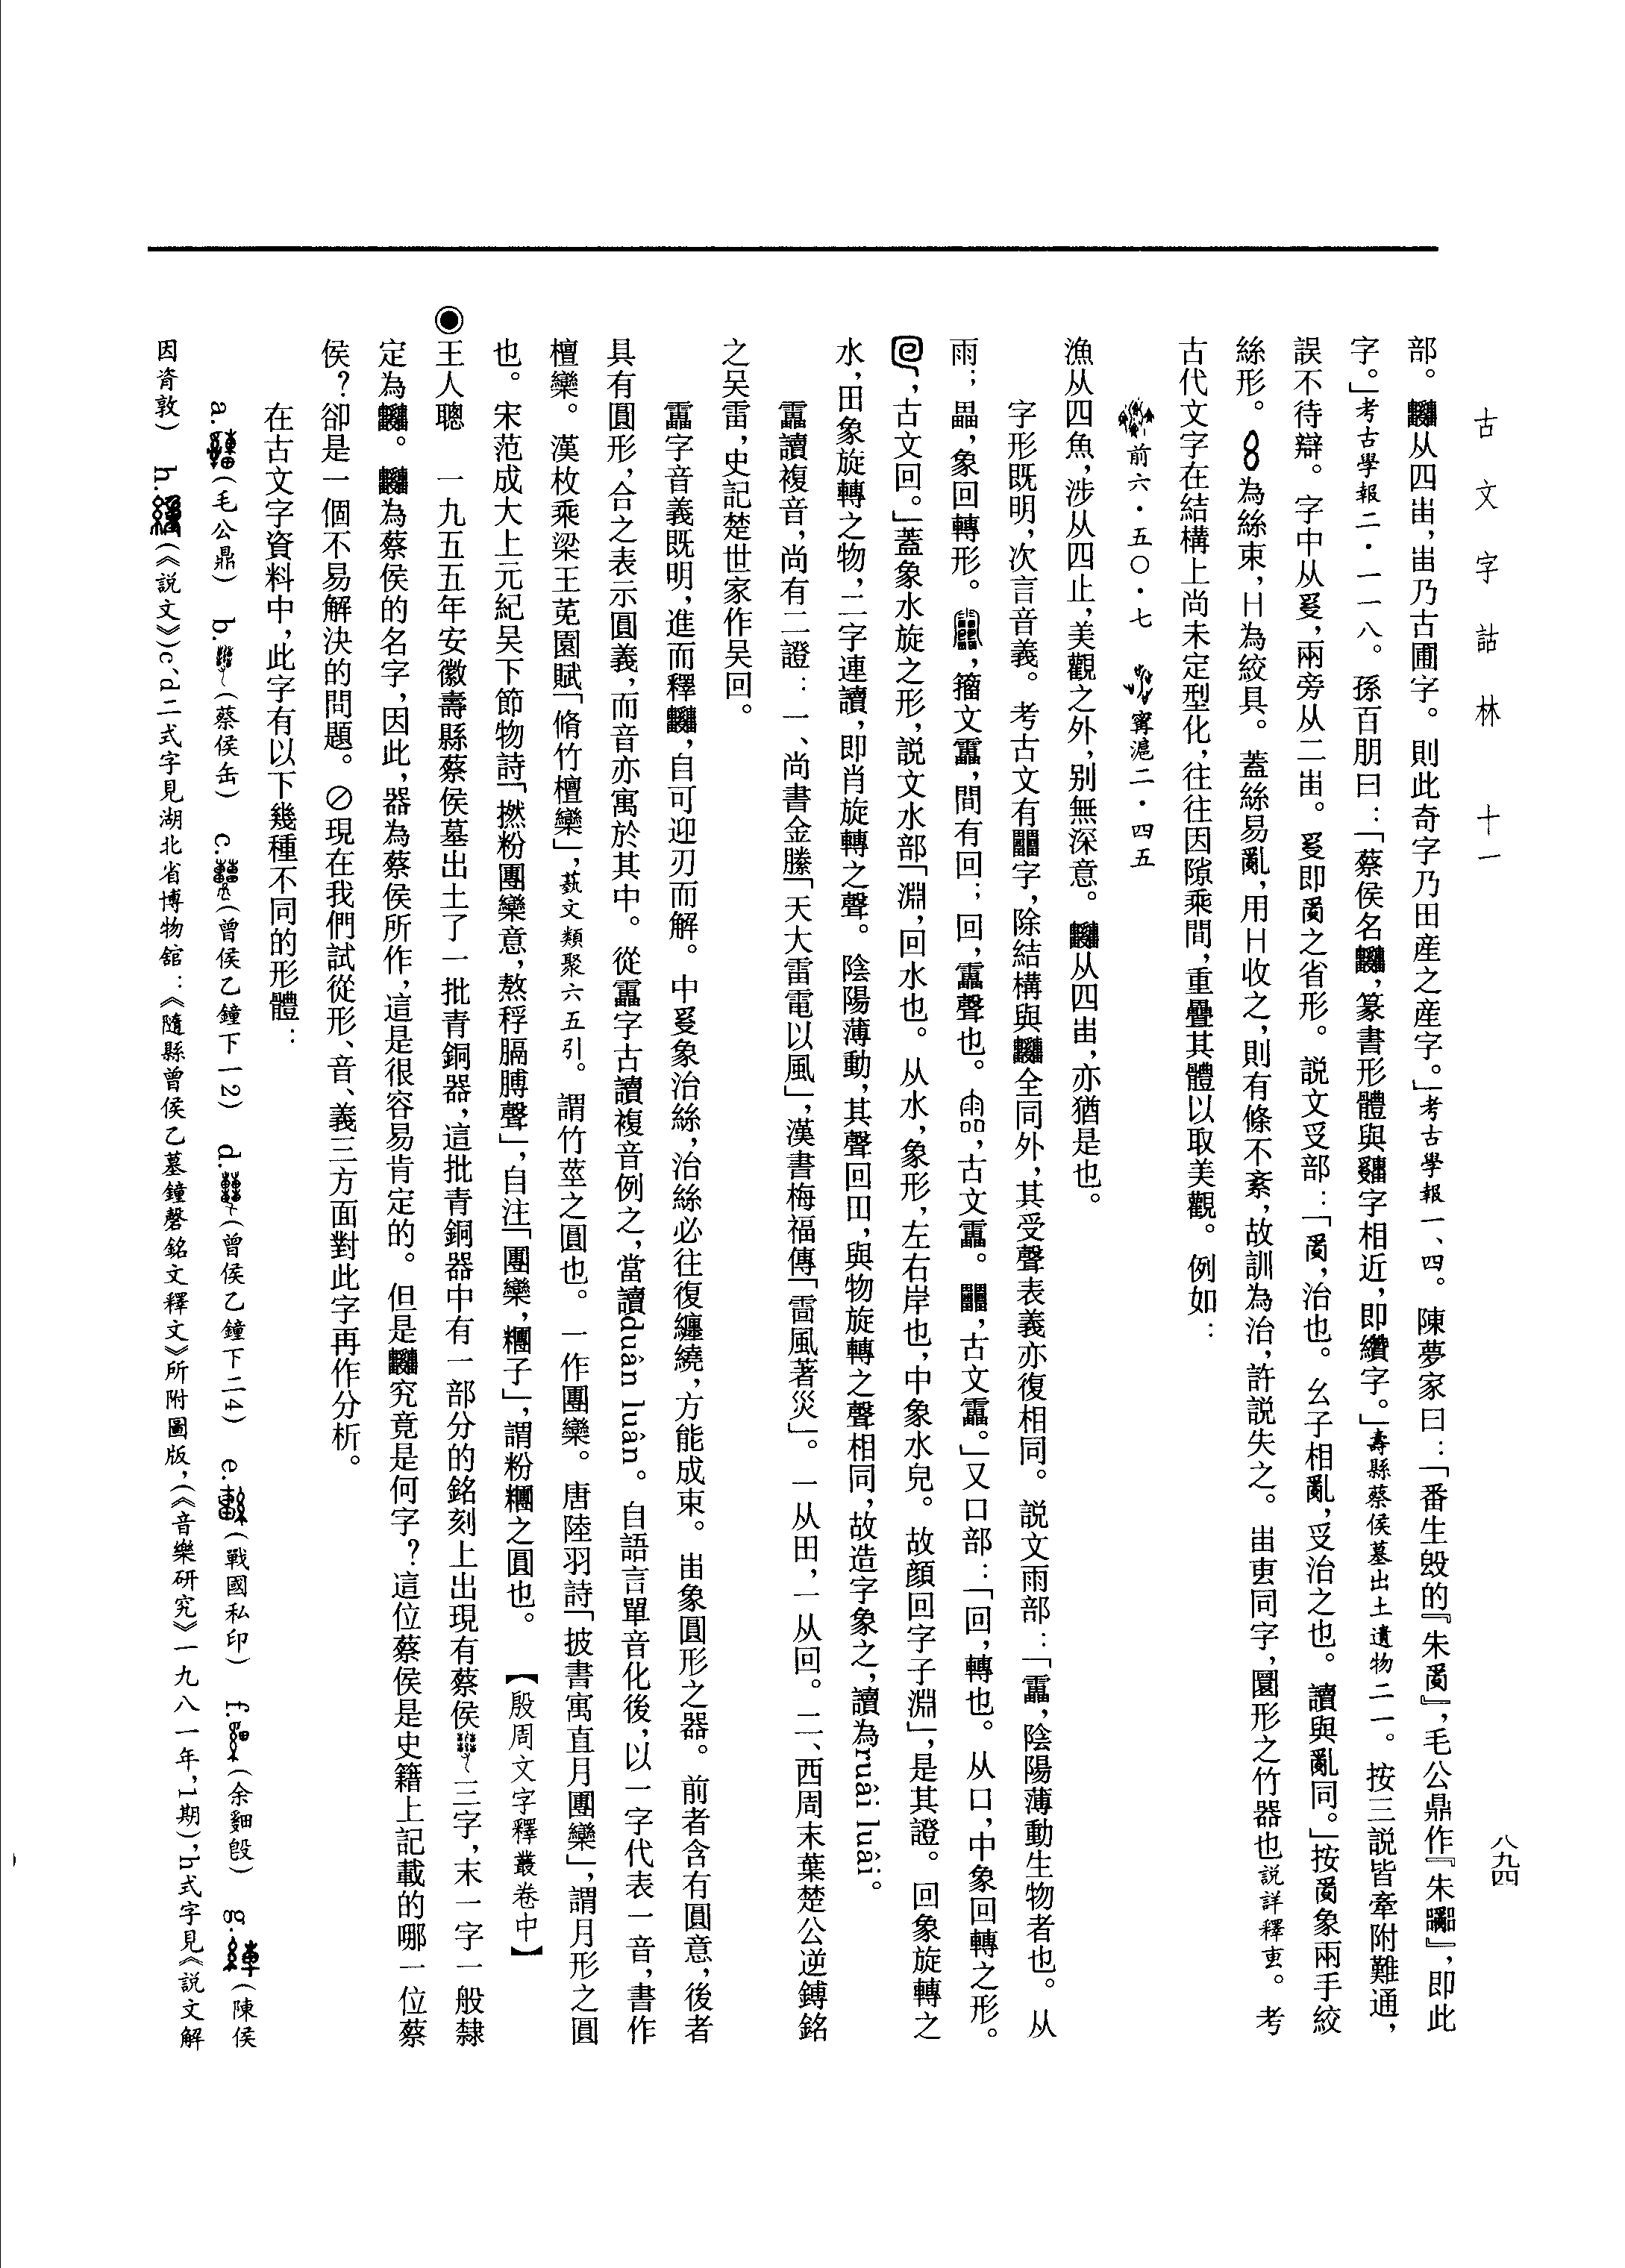 古文字詁林　十一
八九四
部。从四甾，甾乃古圃字。則此奇字乃田産之産字。」考古學報一、四。陳夢家曰：「番生毀的『朱𤔔』，毛公鼎作『朱』，即此
字。」考古學報二·一一八。孫百朋曰：「蔡侯名，篆書形體與字相近，即纘字。」壽縣蔡侯墓出土遺物二一。按三説皆牽附難通，
誤不待辯。字中从，兩旁从二甾。即𤔔之省形。説文𠬪部：「𤔔，治也。幺子相亂，𠬪治之也。讀與亂同。」按𤔔象兩手絞
絲形。為絲束，H為絞具。蓋絲易亂，用H收之，則有條不紊，故訓為治，許説失之。甾叀同字，圜形之竹器也説詳釋叀。考
古代文字在結構上尚未定型化，往往因隙乘間，重疊其體以取美觀。例如：
前六·五〇·七　甯滬二·四五
漁从四魚，涉从四止，美觀之外，别無深意。从四甾，亦猶是也。
字形既明，次言音義。考古文有字，除結構與全同外，其受聲表義亦復相同。説文雨部：「靁，陰陽薄動生物者也。从
雨；畾，象回轉形。，籀文靁，間有回；回，靁聲也。，古文靁。，古文靁。」又口部：「回，轉也。从口，中象回轉之形。
，古文回。」蓋象水旋之形，説文水部「淵，回水也。从水，象形，左右岸也，中象水皃。故顔回字子淵」，是其證。回象旋轉之
水，田象旋轉之物，二字連讀，即肖旋轉之聲。陰陽薄動，其聲回田，與物旋轉之聲相同，故造字象之，讀為ruâi luâi。
靁讀複音，尚有二證：一、尚書金縢「天大雷電以風」，漢書梅福傳「雷風著災」。一从田，一从回。二、西周末葉楚公逆鎛銘
之吴雷，史記楚世家作吴回。
靁字音義既明，進而釋，自可迎刃而解。中象治絲，治絲必往復纏繞，方能成束。甾象圓形之器。前者含有圓意，後者
具有圓形，合之表示圓義，而音亦寓於其中。從靁字古讀複音例之，當讀duân luân。自語言單音化後，以一字代表一音，書作
檀欒。漢枚乘梁王莵園賦「脩竹檀欒」，蓺文類聚六五引。謂竹莖之圓也。一作團欒。唐陸羽詩「披書寓直月團欒」，謂月形之圓
也。宋范成大上元紀吴下節物詩「撚粉團欒意，熬稃腷膊聲」，自注「團欒，糰子」，謂粉糰之圓也。【殷周文字釋叢卷中】
◉王人聰　一九五五年安徽壽縣蔡侯墓出土了一批青銅器，這批青銅器中有一部分的銘刻上出現有蔡侯三字，末一字一般隸
定為。為蔡侯的名字，因此，器為蔡侯所作，這是很容易肯定的。但是究竟是何字？這位蔡侯是史籍上記載的哪一位蔡
侯？卻是一個不易解決的問題。⊘現在我們試從形、音、義三方面對此字再作分析。
在古文字資料中，此字有以下幾種不同的形體：
a.（毛公鼎）　b.（蔡侯缶）　c.（曾侯乙鐘下一2）　d.（曾侯乙鐘下二4）　e.（戰國私印）　f.（余毀）　g.（陳侯
因𬀩敦）　h.（《説文》）c、d二式字見湖北省博物舘：《隨縣曾侯乙墓鐘磬銘文釋文》所附圖版，（《音樂研究》一九八一年，1期），h式字見《説文解